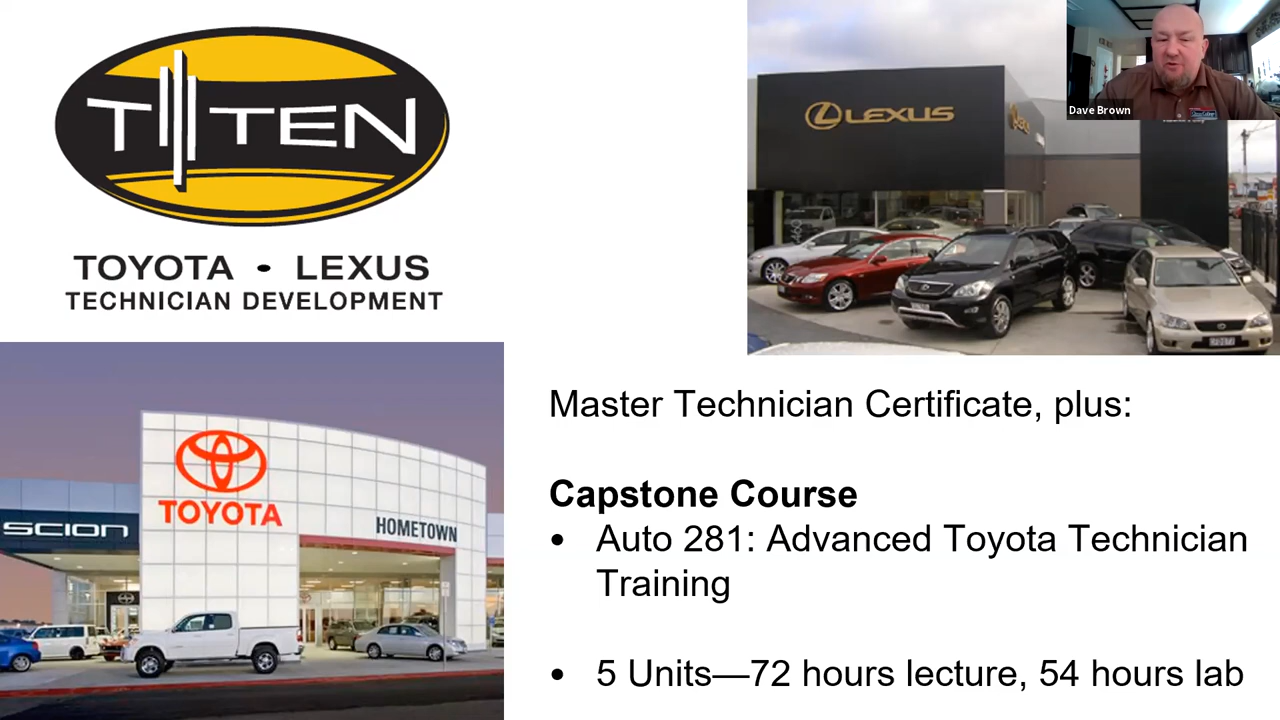 T TEN
TOYOTA • LEXUS
TECHNICIAN DEVELOPMENT
LEXUS
Dave Brown
SCION
TOYOTA
HOMETOWN
Master Technician Certificate, plus:
Capstone Course
• Auto 281: Advanced Toyota Technician
Training
• 5 Units—72 hours lecture, 54 hours lab